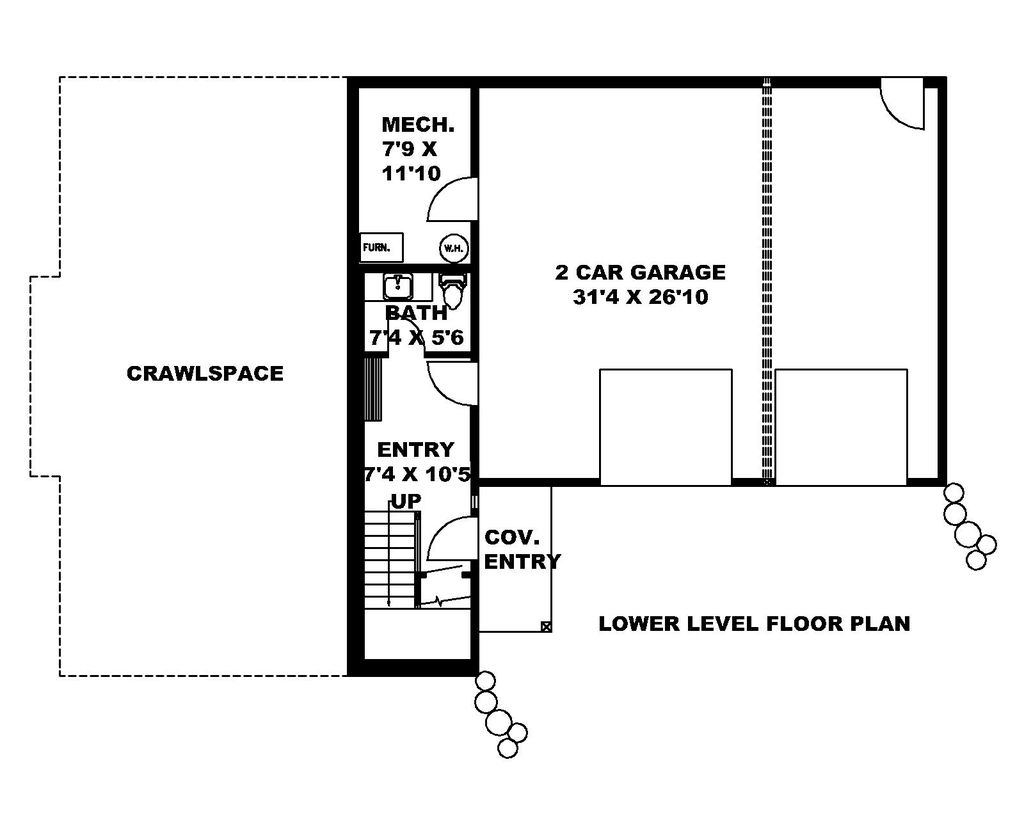 MECH.
7'9 X
11'10
FURN.
W.H.
2 CAR GARAGE
31'4 X 26'10
BATH
7'4 X 5'6
CRAWLSPACE
ENTRY
7'4 X 10'5
UP
COV.
ENTRY
LOWER LEVEL FLOOR PLAN